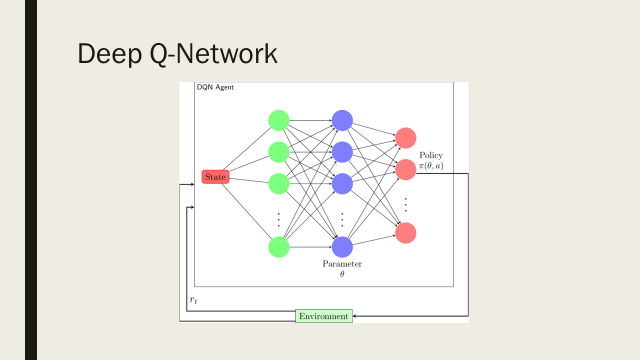 Deep Q-Network
DQN Agent
State
Policy
π(θ, a)
Parameter
θ
r_t
Environment